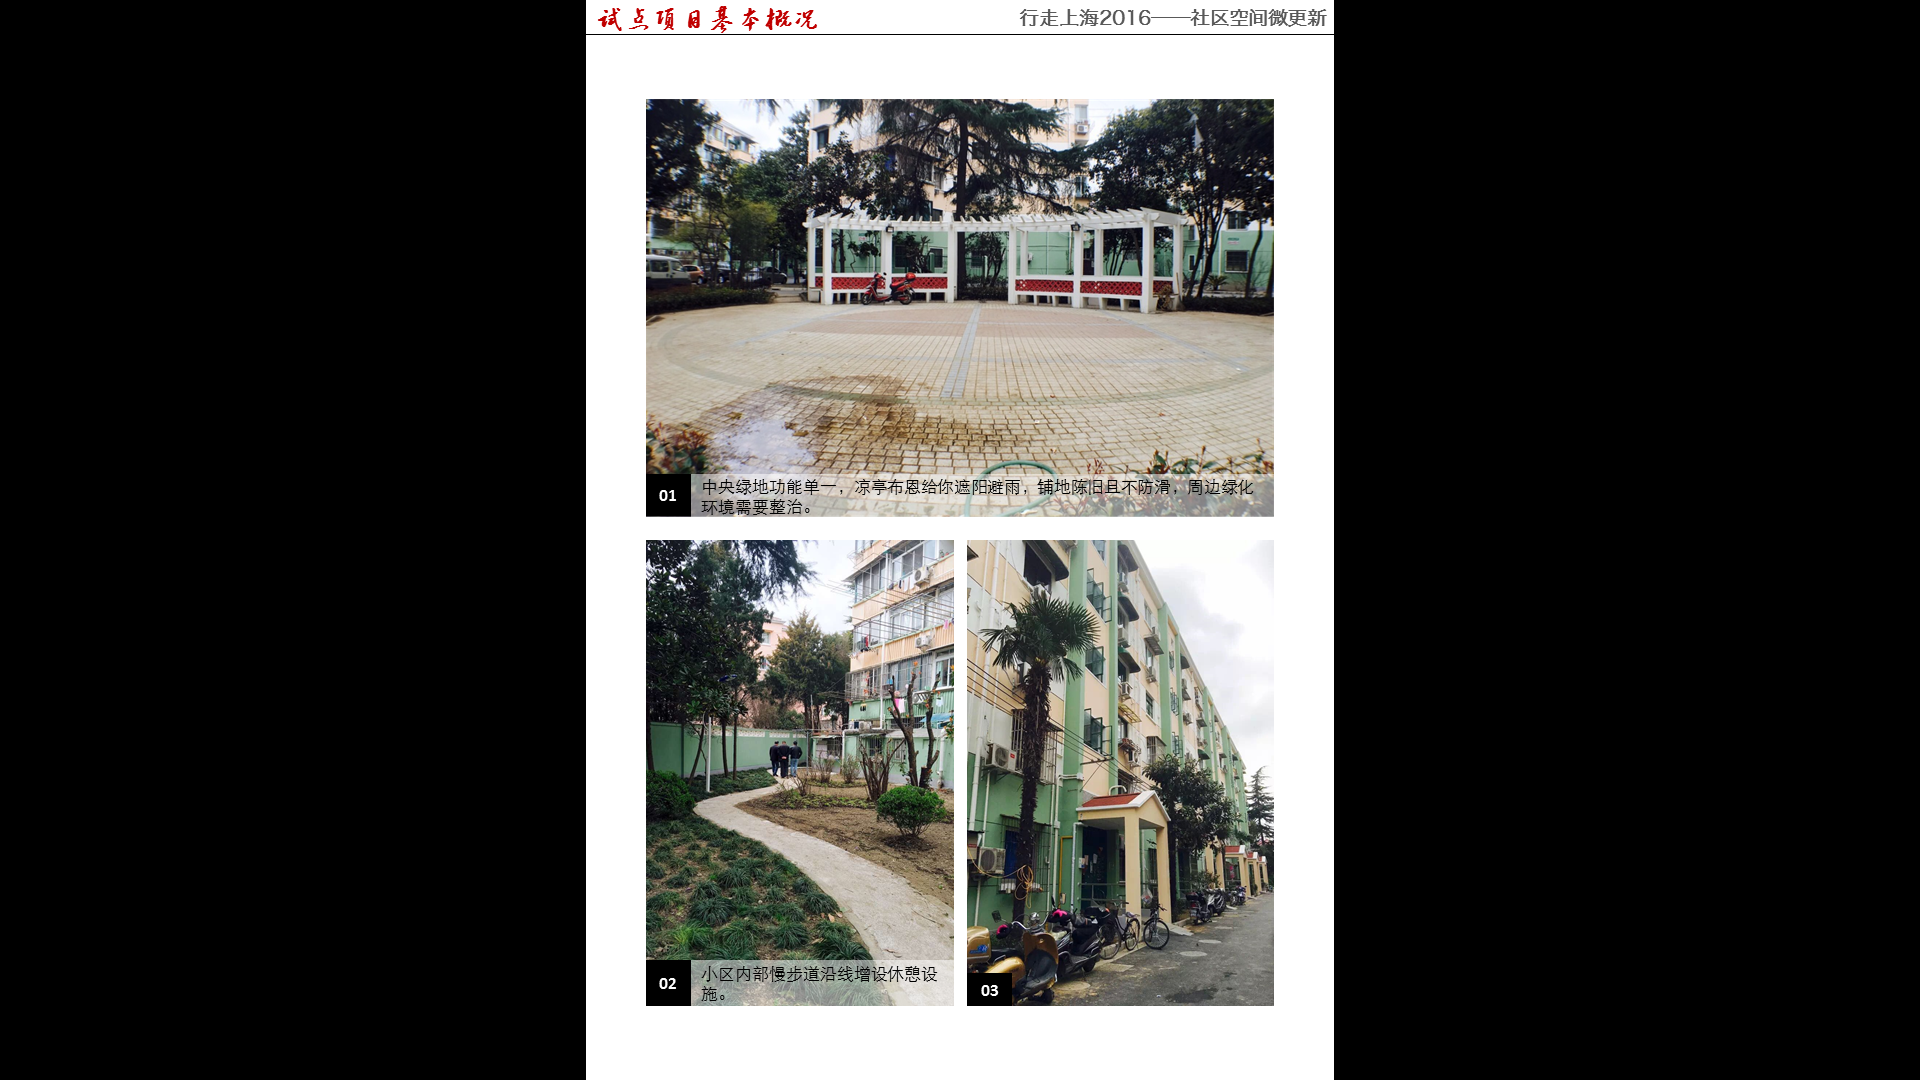 试点项目基本概况
行走上海2016——社区空间微更新
01
中央绿地功能单一，凉亭布恩给你遮阳避雨，铺地陈旧且不防滑，周边绿化
环境需要整治。
02
小区内部慢步道沿线增设休憩设
施。
03